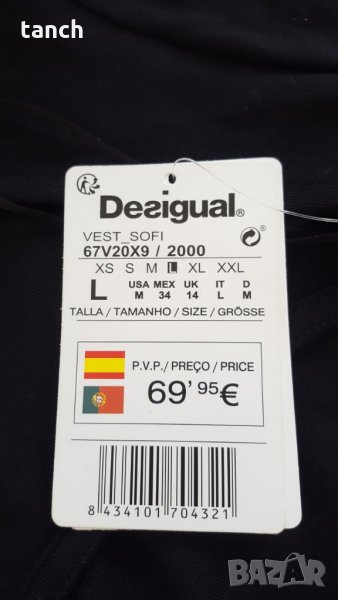 tanch
Desigual®
VEST_SOFI
67V20X9 / 2000
XS S M L XL XXL
L USA MEX UK IT D
M 34 14 L M
TALLA / TAMANHO / SIZE / GRÖSSE
P.V.P./ PREÇO / PRICE
69'95€
8 434101 704321
BAZAR